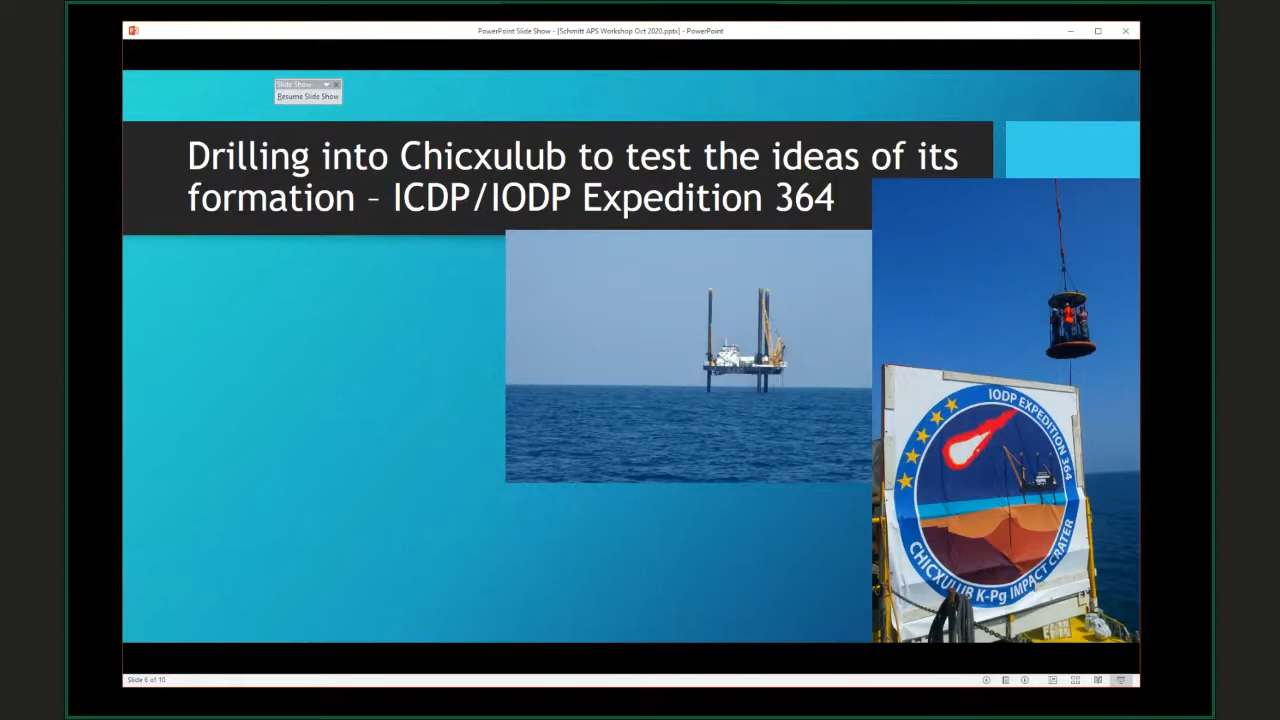 PowerPoint Slide Show - [Schmitt APS Workshop Oct 2020.pptx] - PowerPoint
Slide Show
Resume Slide Show
Drilling into Chicxulub to test the ideas of its
formation – ICDP/IODP Expedition 364
IODP EXPEDITION 364
CHICXULUB K-Pg IMPACT CRATER
Slide 6 of 10